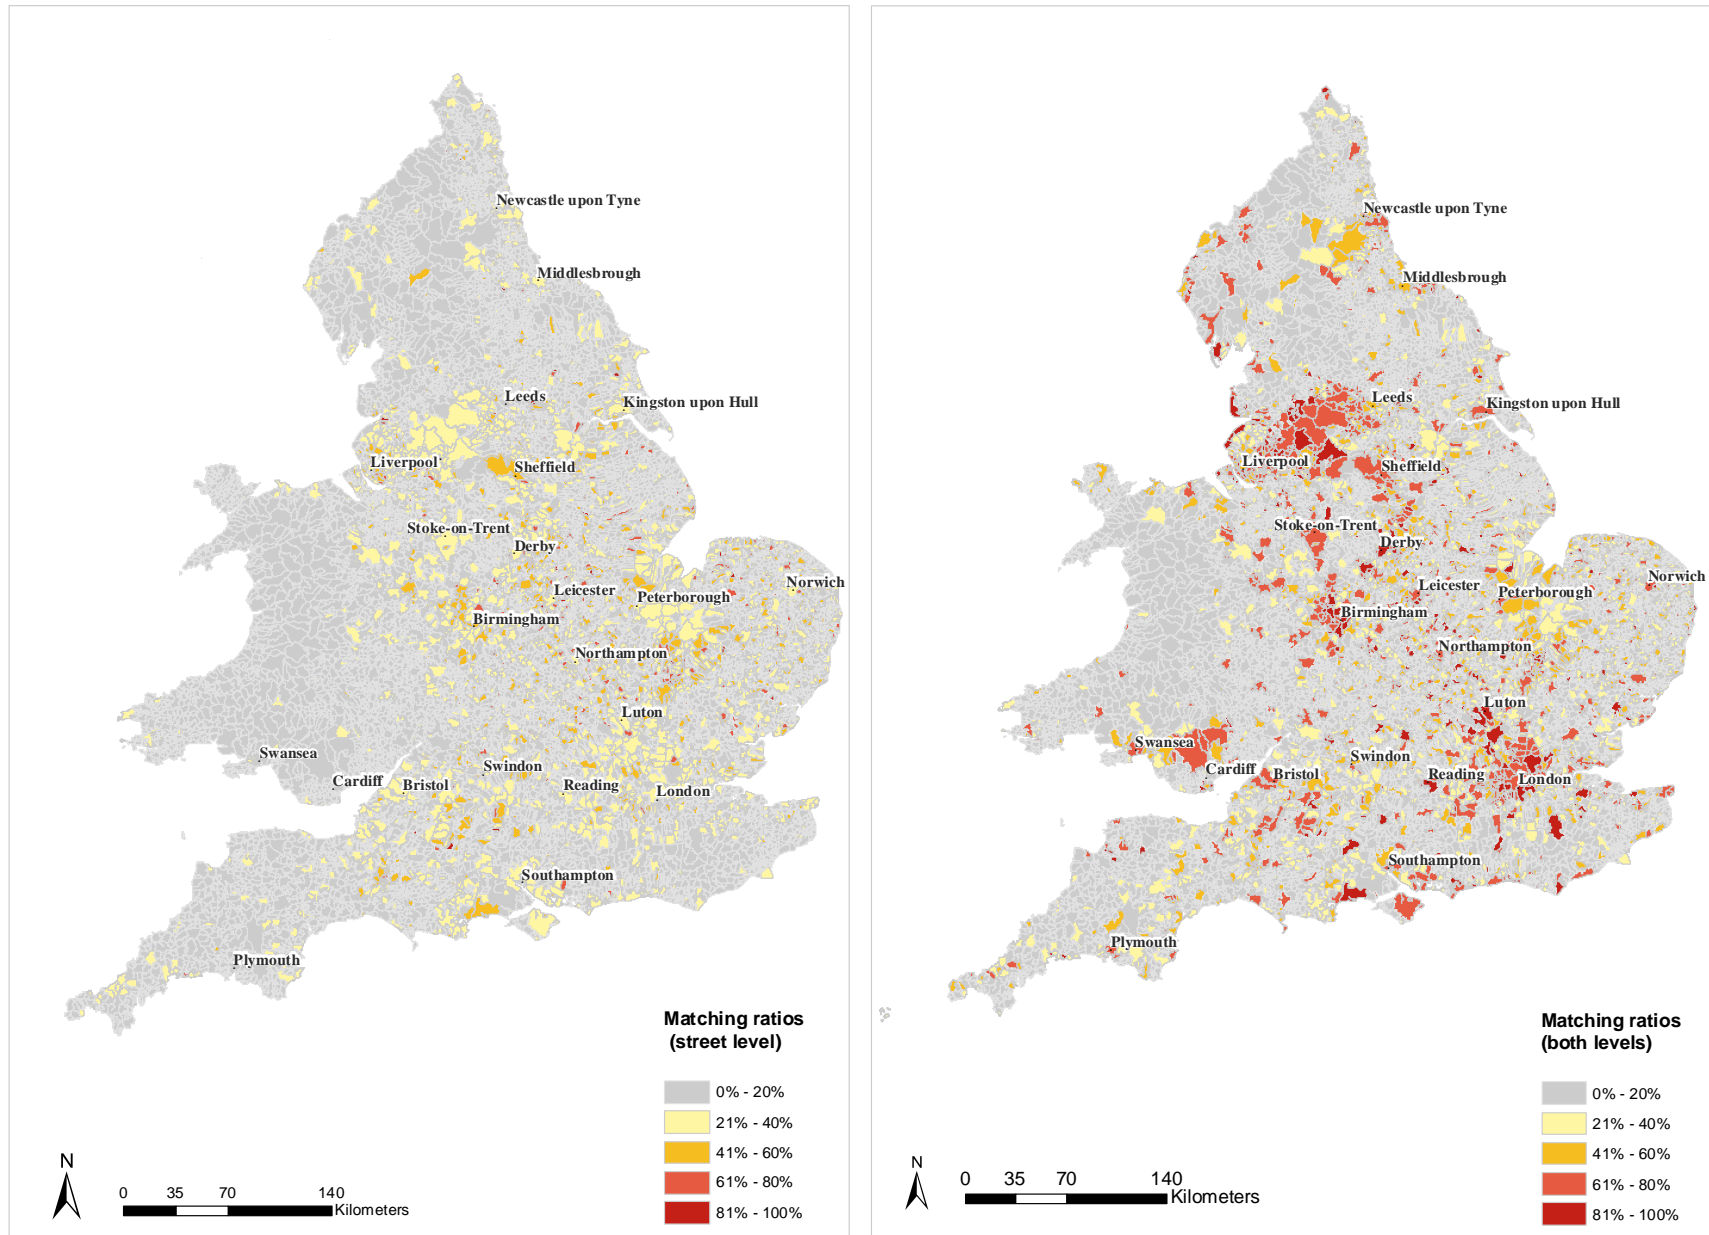 Newcastle upon Tyne
Middlesbrough
Leeds
Kingston upon Hull
Liverpool
Sheffield
Stoke-on-Trent
Derby
Norwich
Leicester
Peterborough
Birmingham
Northampton
Luton
Swansea
Swindon
Cardiff
Bristol
Reading
London
Southampton
Plymouth
Matching ratios
(street level)
0% - 20%
21% - 40%
41% - 60%
61% - 80%
81% - 100%
N
0 35 70 140
Kilometers
Newcastle upon Tyne
Middlesbrough
Leeds
Kingston upon Hull
Liverpool
Sheffield
Stoke-on-Trent
Derby
Norwich
Leicester
Peterborough
Birmingham
Northampton
Luton
Swansea
Swindon
Cardiff
Bristol
Reading
London
Southampton
Plymouth
Matching ratios
(both levels)
0% - 20%
21% - 40%
41% - 60%
61% - 80%
81% - 100%
N
0 35 70 140
Kilometers